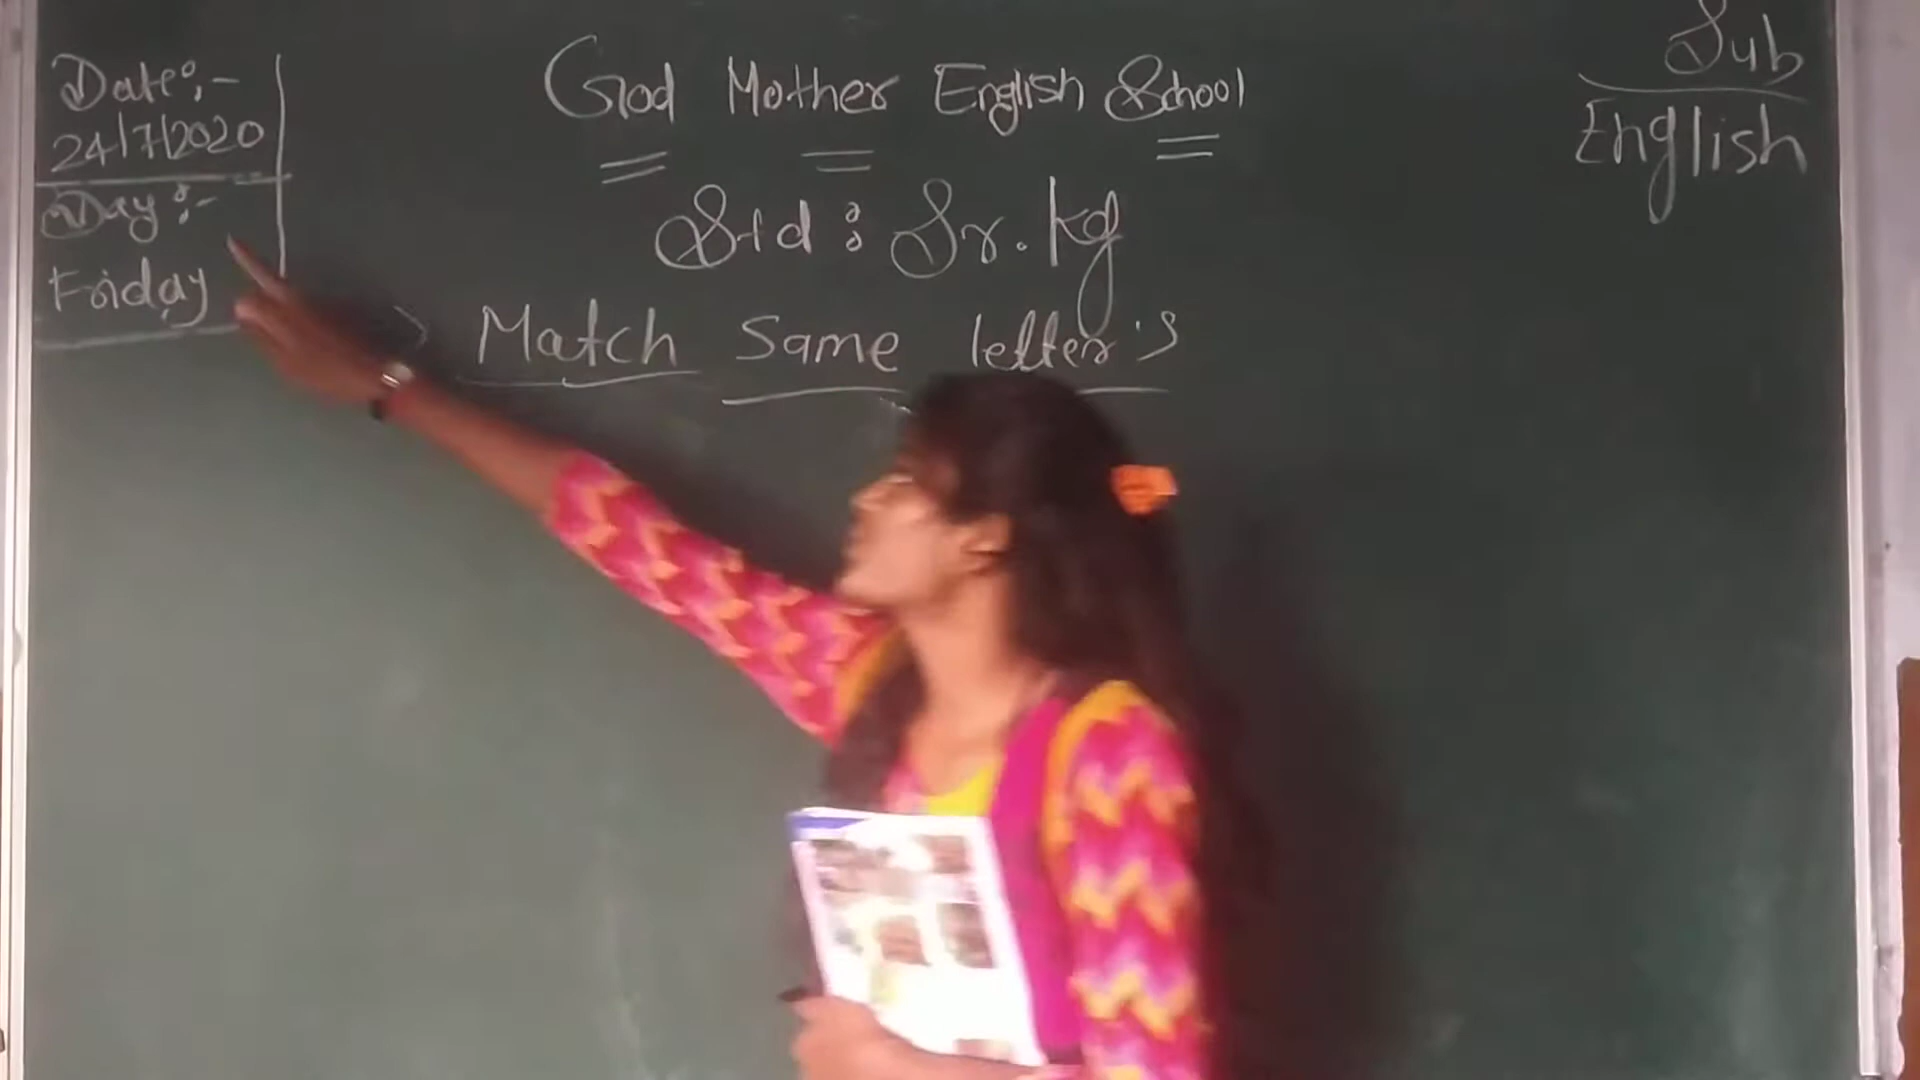 Date:-
24/7/2020
Day:-
Friday
God Mother English School
Std : Sr. kg
Match Same letter's
Sub
English